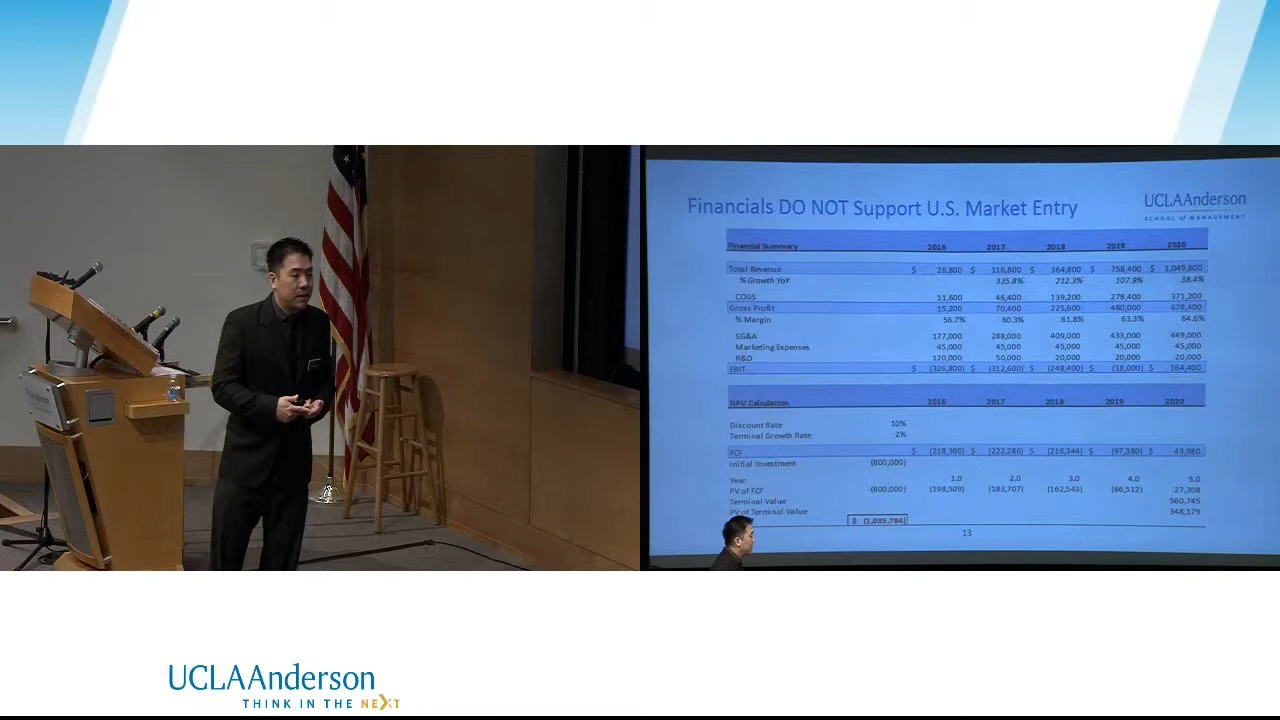 Financials DO NOT Support U.S. Market Entry
UCLAAnderson
SCHOOL of MANAGEMENT
Financial Summary 2016 2017 2018 2019 2020
Total Revenue $ 26,800 $ 116,800 $ 364,800 $ 758,400 $ 1,049,600
% Growth YoY 335.8% 212.3% 107.9% 38.4%
COGS 11,600 46,400 139,200 278,400 371,200
Gross Profit 15,200 70,400 225,600 480,000 678,400
% Margin 56.7% 60.3% 61.8% 63.3% 64.6%
SG&A 177,000 288,000 409,000 433,000 449,000
Marketing Expenses 45,000 45,000 45,000 45,000 45,000
R&D 120,000 50,000 20,000 20,000 20,000
EBIT $ (326,800) $ (312,600) $ (248,400) $ (18,000) $ 164,400
NPV Calculation 2016 2017 2018 2019 2020
Discount Rate 10%
Terminal Growth Rate 2%
FCF $ (218,360) $ (222,286) $ (216,344) $ (97,380) $ 43,980
Initial Investment (800,000)
Year 1.0 2.0 3.0 4.0 5.0
PV of FCF (800,000) (198,509) (183,707) (162,543) (66,512) 27,308
Terminal Value 560,745
PV of Terminal Value 348,179
$ (1,035,784)
13
UCLAAnderson
THINK IN THE NEXT